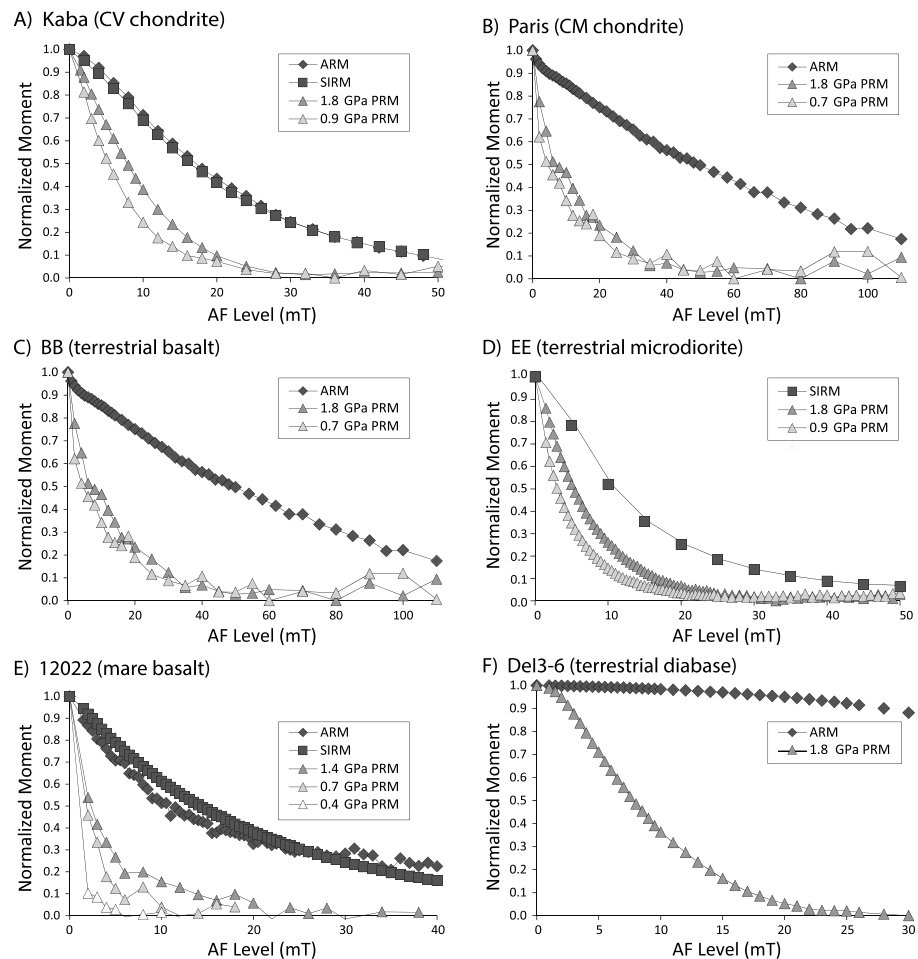 A) Kaba (CV chondrite)
Normalized Moment
1.0
0.9
0.8
0.7
0.6
0.5
0.4
0.3
0.2
0.1
0.0
ARM
SIRM
1.8 GPa PRM
0.9 GPa PRM
0 10 20 30 40 50
AF Level (mT)
B) Paris (CM chondrite)
Normalized Moment
1.0
0.9
0.8
0.7
0.6
0.5
0.4
0.3
0.2
0.1
0.0
ARM
1.8 GPa PRM
0.7 GPa PRM
0 20 40 60 80 100
AF Level (mT)
C) BB (terrestrial basalt)
Normalized Moment
1.0
0.9
0.8
0.7
0.6
0.5
0.4
0.3
0.2
0.1
0.0
ARM
1.8 GPa PRM
0.7 GPa PRM
0 20 40 60 80 100
AF Level (mT)
D) EE (terrestrial microdiorite)
Normalized Moment
1.0
0.9
0.8
0.7
0.6
0.5
0.4
0.3
0.2
0.1
0.0
SIRM
1.8 GPa PRM
0.9 GPa PRM
0 10 20 30 40 50
AF Level (mT)
E) 12022 (mare basalt)
Normalized Moment
1.0
0.9
0.8
0.7
0.6
0.5
0.4
0.3
0.2
0.1
0.0
ARM
SIRM
1.4 GPa PRM
0.7 GPa PRM
0.4 GPa PRM
0 10 20 30 40
AF Level (mT)
F) Del3-6 (terrestrial diabase)
Normalized Moment
1.0
0.9
0.8
0.7
0.6
0.5
0.4
0.3
0.2
0.1
0.0
ARM
1.8 GPa PRM
0 5 10 15 20 25 30
AF Level (mT)